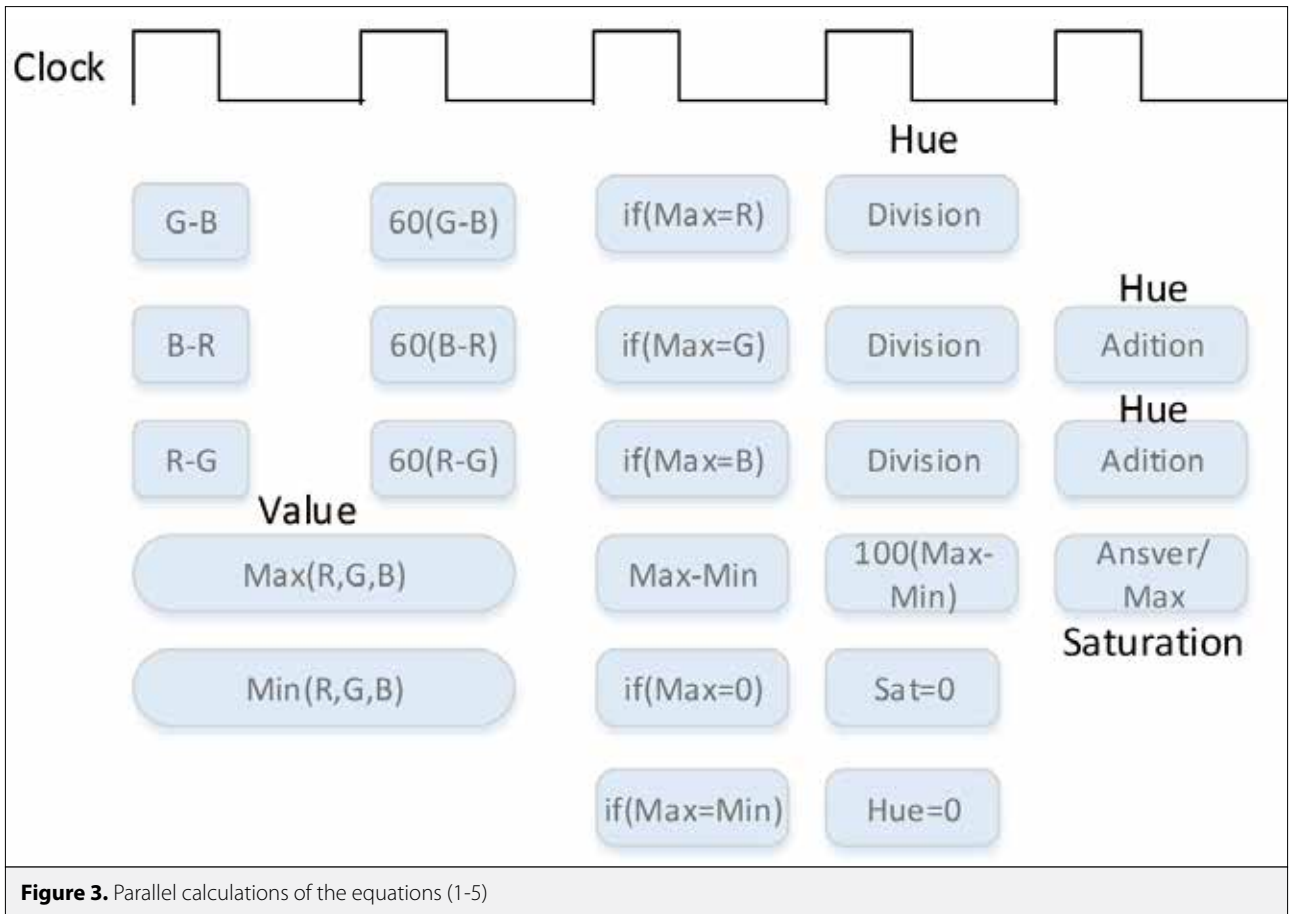 Clock
Hue
G-B 60(G-B) if(Max=R) Division
Hue
B-R 60(B-R) if(Max=G) Division Adition
Hue
R-G 60(R-G) if(Max=B) Division Adition
Value
Max(R,G,B) Max-Min 100(Max-
Min) Ansver/
Max
Saturation
Min(R,G,B) if(Max=0) Sat=0
if(Max=Min) Hue=0
Figure 3. Parallel calculations of the equations (1-5)